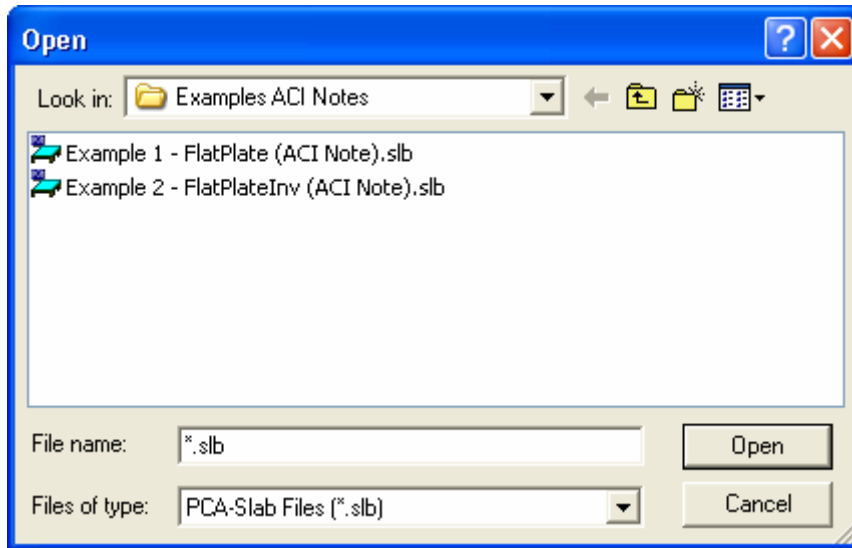 Open
Look in: Examples ACI Notes
Example 1 - FlatPlate (ACI Note).slb
Example 2 - FlatPlateInv (ACI Note).slb
File name: *.slb Open
Files of type: PCA-Slab Files (*.slb) Cancel